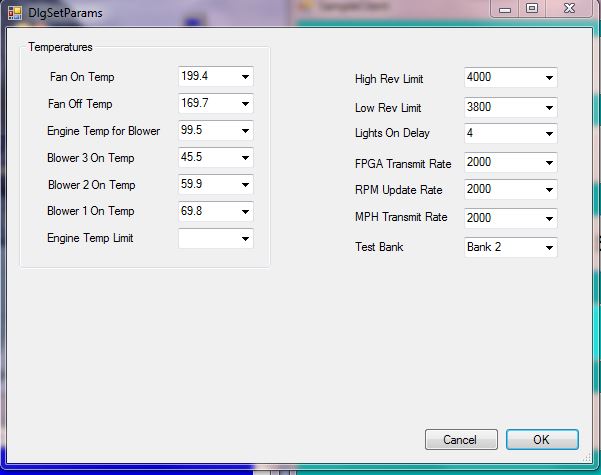 DlgSetParams
Temperatures
Fan On Temp 199.4
Fan Off Temp 169.7
Engine Temp for Blower 99.5
Blower 3 On Temp 45.5
Blower 2 On Temp 59.9
Blower 1 On Temp 69.8
Engine Temp Limit
High Rev Limit 4000
Low Rev Limit 3800
Lights On Delay 4
FPGA Transmit Rate 2000
RPM Update Rate 2000
MPH Transmit Rate 2000
Test Bank Bank 2
Cancel OK